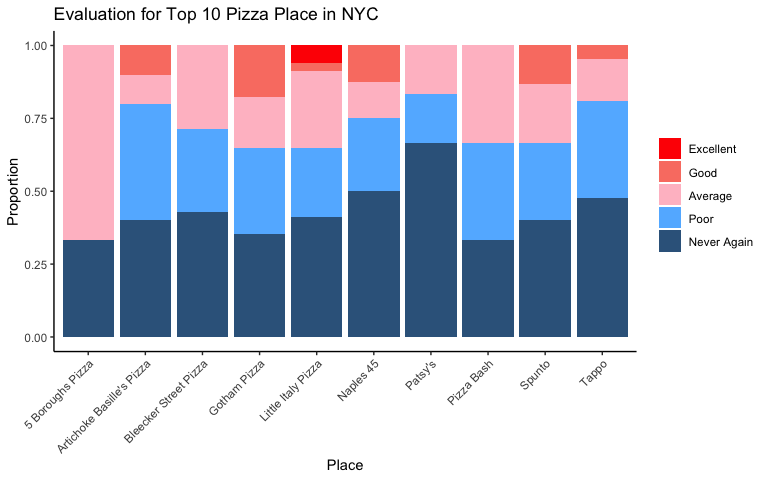 Evaluation for Top 10 Pizza Place in NYC
Proportion
1.00
0.75
0.50
0.25
0.00
5 Boroughs Pizza
Artichoke Basille's Pizza
Bleecker Street Pizza
Gotham Pizza
Little Italy Pizza
Naples 45
Patsy's
Pizza Bash
Spunto
Tappo
Place
Excellent
Good
Average
Poor
Never Again